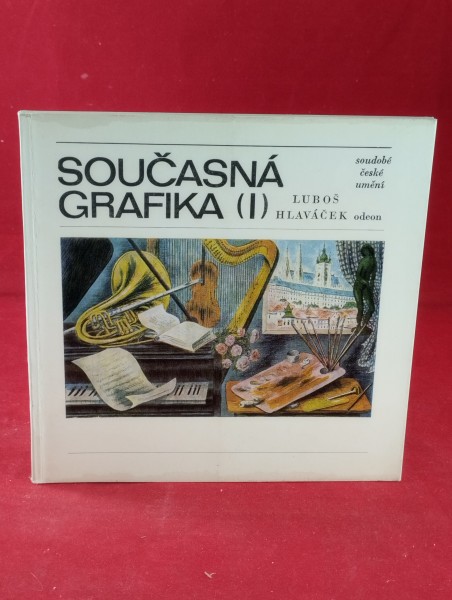 SOUČASNÁ
GRAFIKA (I)
soudobé
české
umění
LUBOŠ
HLAVÁČEK odeon